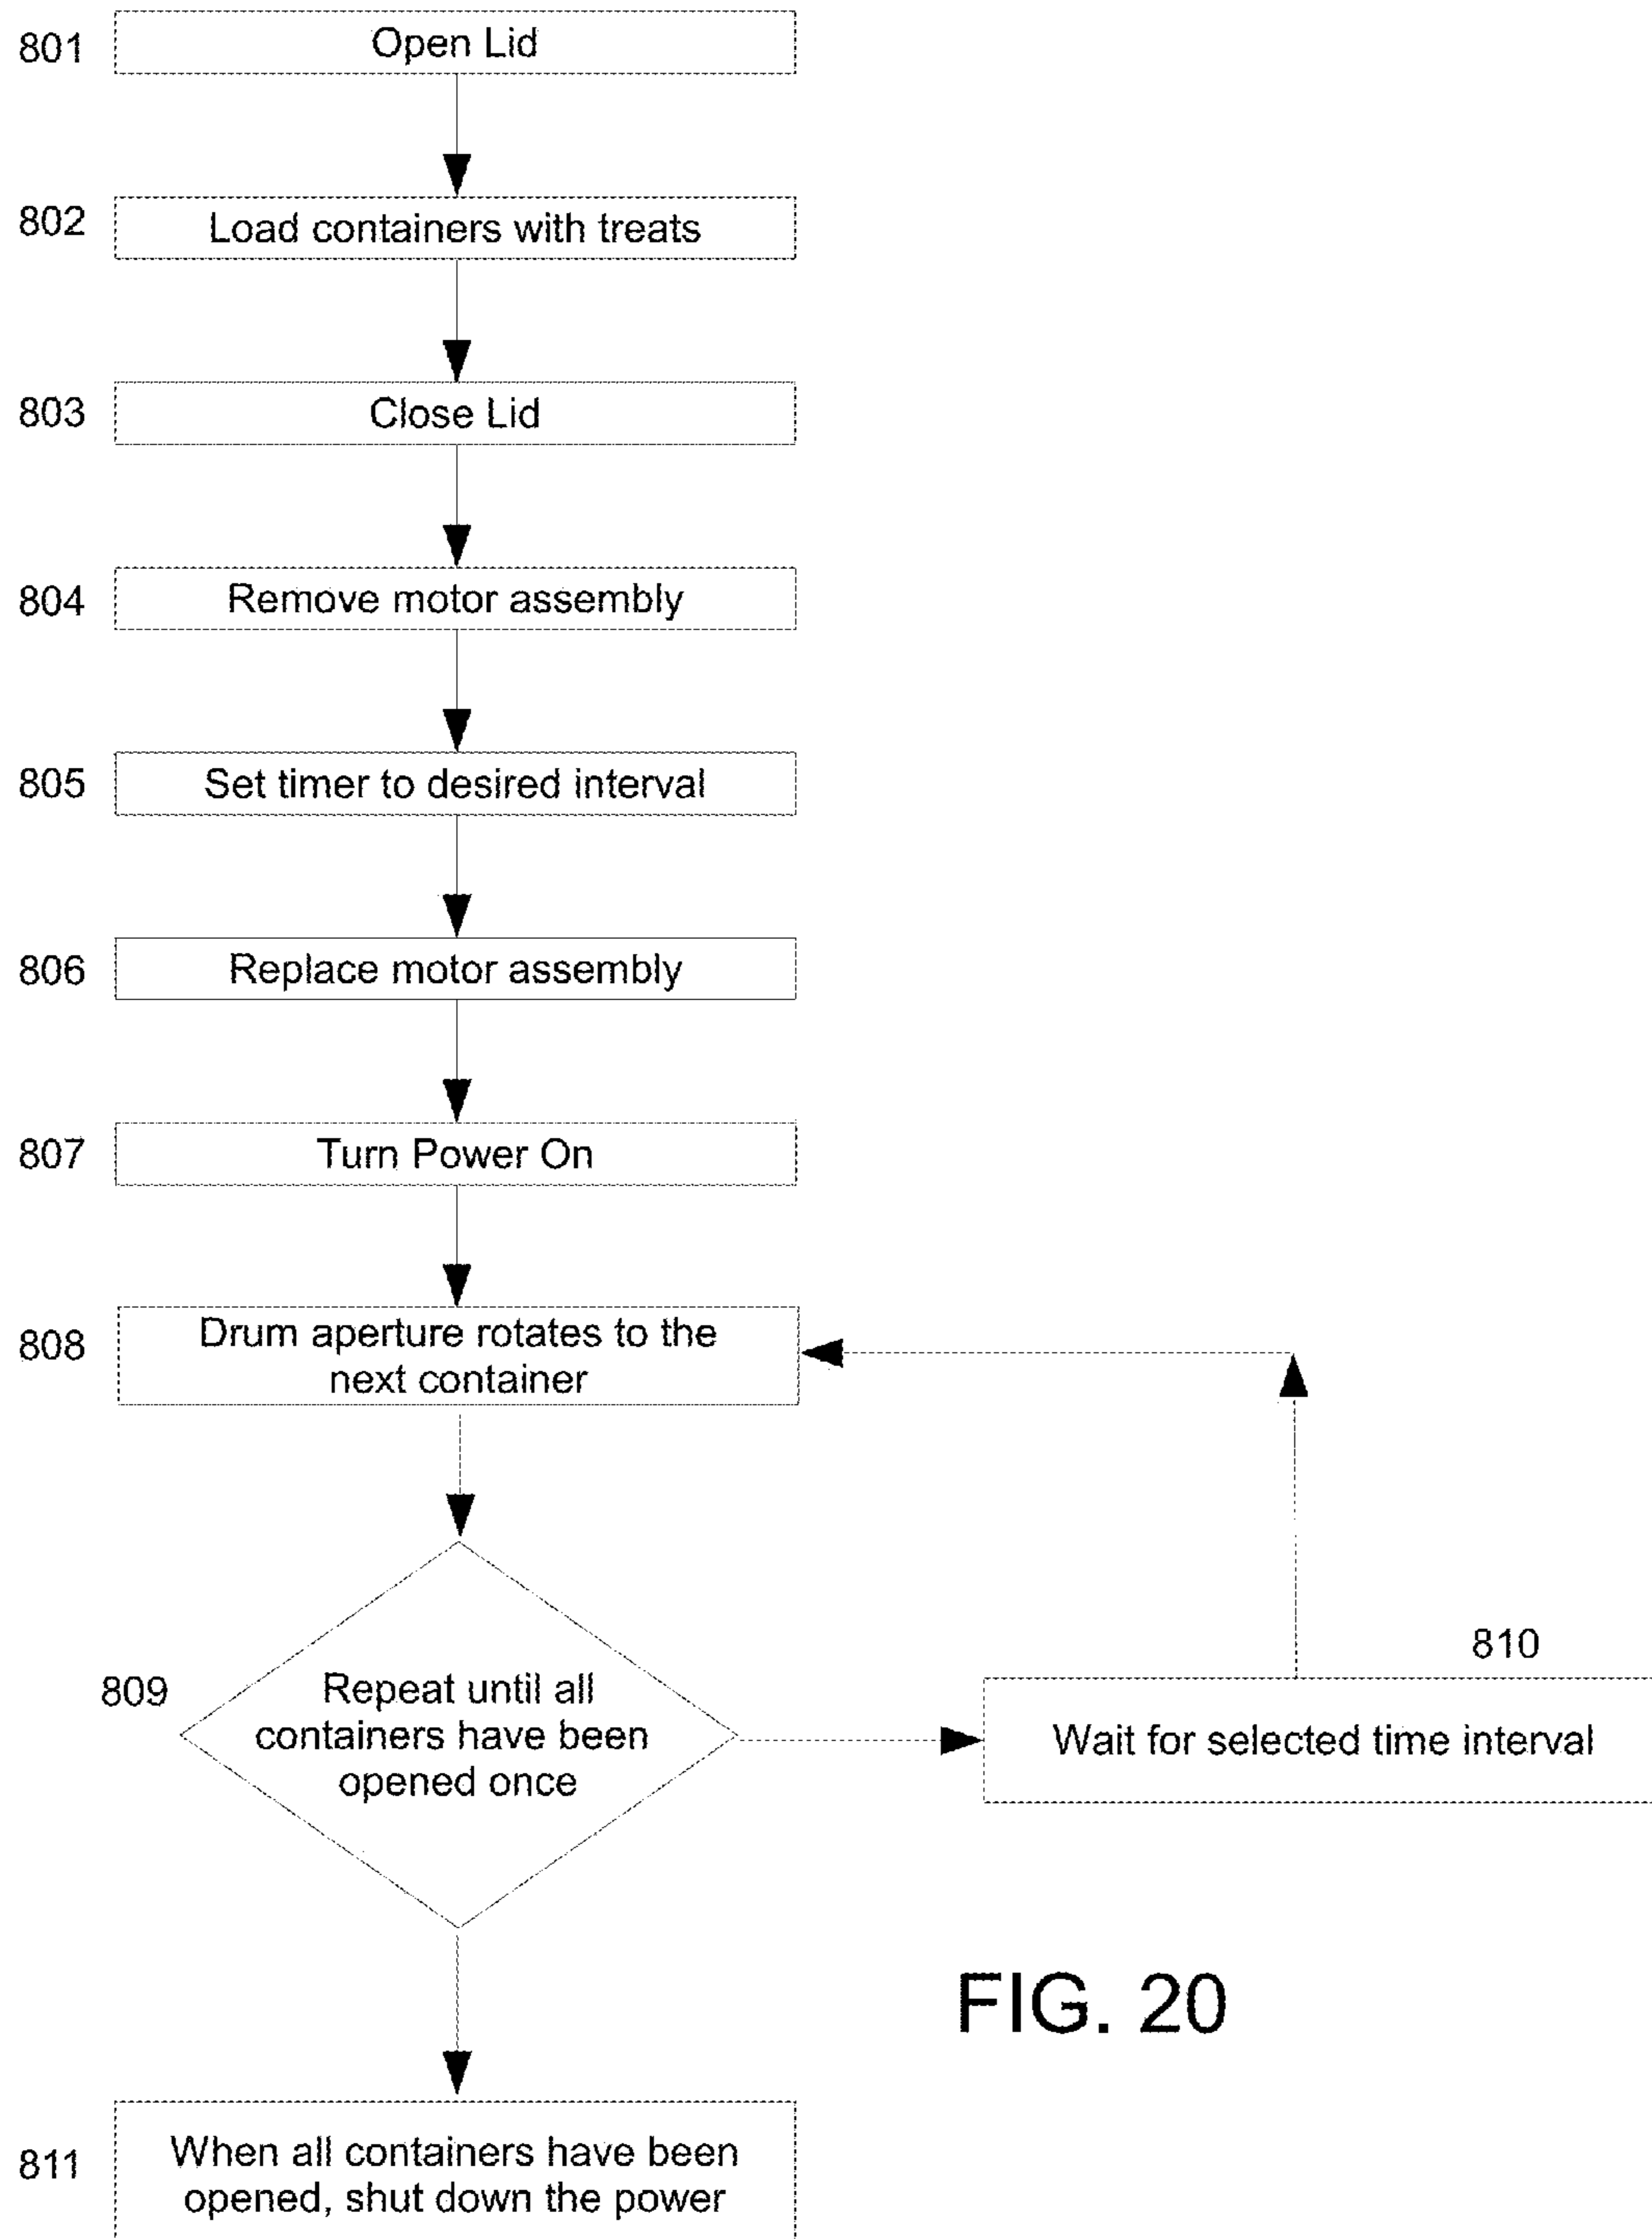 801
Open Lid
802
Load containers with treats
803
Close Lid
804
Remove motor assembly
805
Set timer to desired interval
806
Replace motor assembly
807
Turn Power On
808
Drum aperture rotates to the
next container
809
Repeat until all
containers have been
opened once
810
Wait for selected time interval
811
When all containers have been
opened, shut down the power
FIG. 20